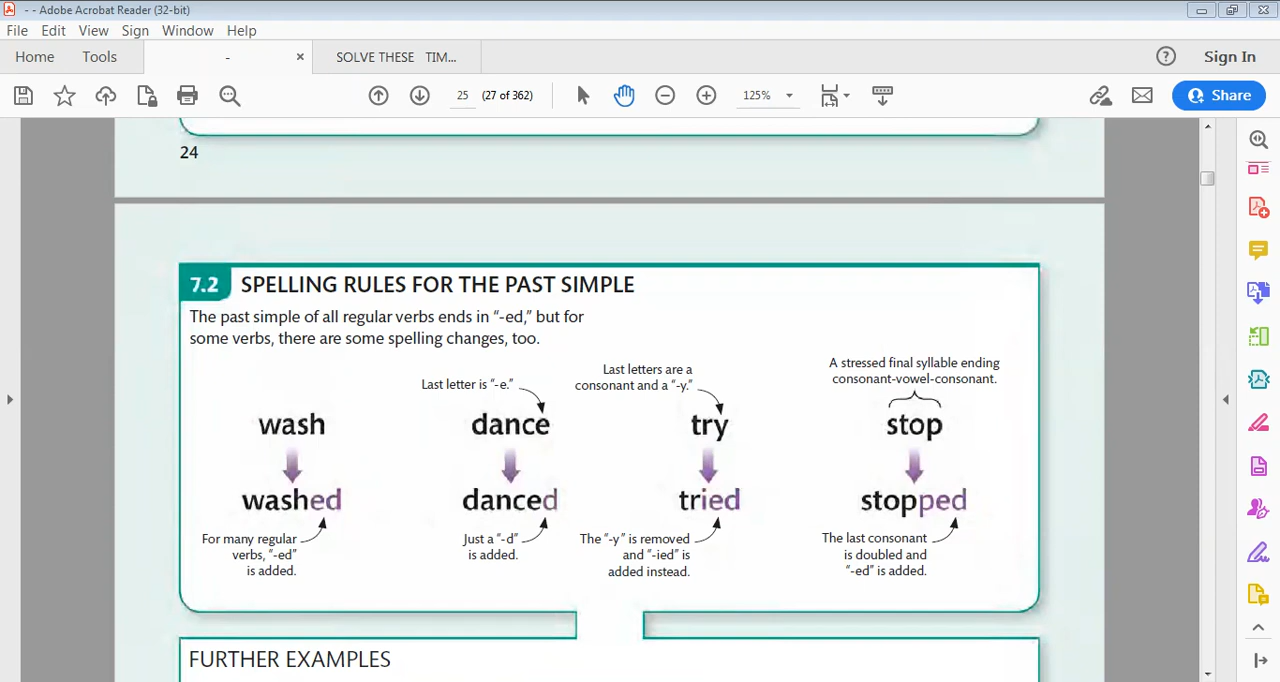 - - Adobe Acrobat Reader (32-bit)
File Edit View Sign Window Help
Home Tools - × SOLVE THESE TIM... ? Sign In
25 (27 of 362) 125% Share
24
7.2 SPELLING RULES FOR THE PAST SIMPLE
The past simple of all regular verbs ends in “-ed,” but for
some verbs, there are some spelling changes, too.
Last letter is “-e.”
Last letters are a
consonant and a “-y.”
A stressed final syllable ending
consonant-vowel-consonant.
wash dance try stop
washed danced tried stopped
For many regular
verbs, “-ed”
is added.
Just a “-d”
is added.
The “-y” is removed
and “-ied” is
added instead.
The last consonant
is doubled and
“-ed” is added.
FURTHER EXAMPLES